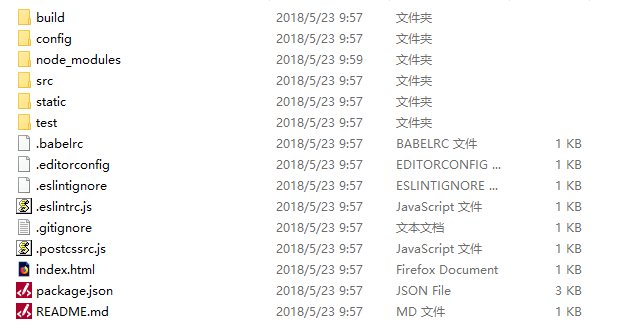 build 2018/5/23 9:57 文件夹
config 2018/5/23 9:57 文件夹
node_modules 2018/5/23 9:59 文件夹
src 2018/5/23 9:57 文件夹
static 2018/5/23 9:57 文件夹
test 2018/5/23 9:57 文件夹
.babelrc 2018/5/23 9:57 BABELRC 文件 1 KB
.editorconfig 2018/5/23 9:57 EDITORCONFIG ... 1 KB
.eslintignore 2018/5/23 9:57 ESLINTIGNORE ... 1 KB
.eslintrc.js 2018/5/23 9:57 JavaScript 文件 1 KB
.gitignore 2018/5/23 9:57 文本文档 1 KB
.postcssrc.js 2018/5/23 9:57 JavaScript 文件 1 KB
index.html 2018/5/23 9:57 Firefox Document 1 KB
package.json 2018/5/23 9:57 JSON File 3 KB
README.md 2018/5/23 9:57 MD 文件 1 KB